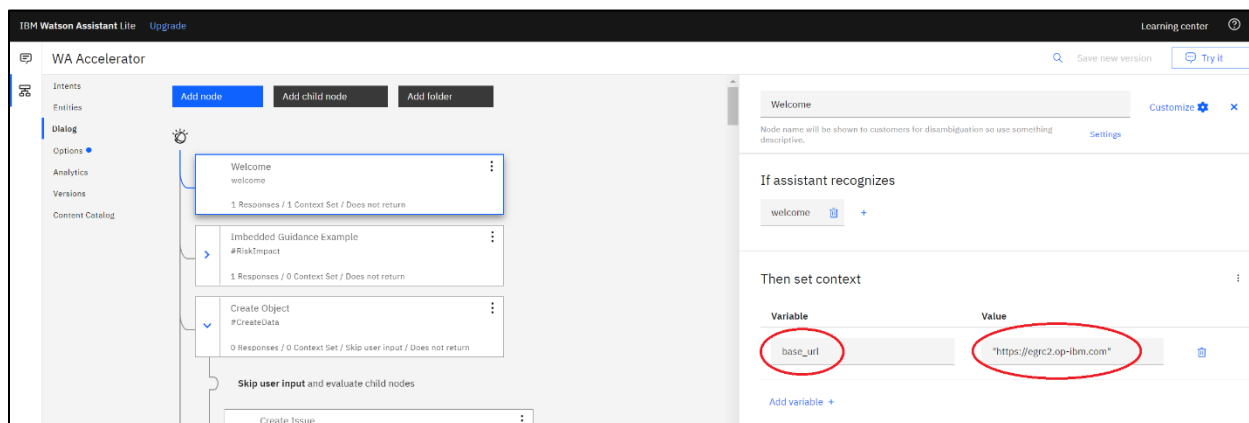 IBM Watson Assistant Lite Upgrade Learning center
WA Accelerator Save new version Try it
Intents
Entities
Dialog
Options
Analytics
Versions
Content Catalog
Add node Add child node Add folder
Welcome
welcome
1 Responses / 1 Context Set / Does not return
Imbedded Guidance Example
#RiskImpact
1 Responses / 0 Context Set / Does not return
Create Object
#CreateData
0 Responses / 0 Context Set / Skip user input / Does not return
Skip user input and evaluate child nodes
Create Issue
Welcome Customize
Node name will be shown to customers for disambiguation so use something
descriptive.
Settings
If assistant recognizes
welcome
Then set context
Variable Value
base_url "https://egrc2.op-ibm.com"
Add variable +